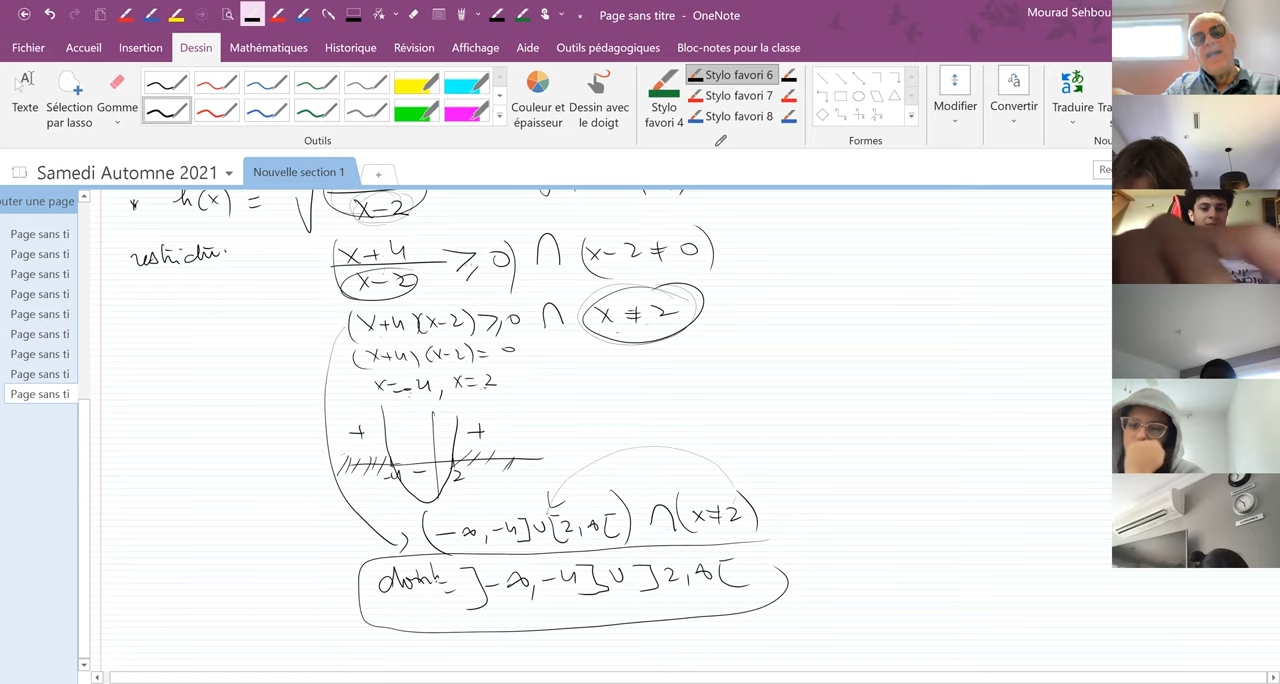 Page sans titre - OneNote
Mourad Sehbou
Fichier Accueil Insertion Dessin Mathématiques Historique Révision Affichage Aide Outils pédagogiques Bloc-notes pour la classe
Texte
Sélection par lasso
Gomme
Couleur et épaisseur
Dessin avec le doigt
Stylo favori 4
Stylo favori 6
Stylo favori 7
Stylo favori 8
Modifier
Convertir
Traduire
Outils
Formes
Samedi Automne 2021
Nouvelle section 1
outer une page
Page sans ti
Page sans ti
Page sans ti
Page sans ti
Page sans ti
Page sans ti
Page sans ti
Page sans ti
Page sans ti
* h(x) = √ x-2
x+4 / x-2 ≥ 0) ∩ (x-2 ≠ 0)
(x+4)(x-2) ≥ 0 ∩ x ≠ 2
(x+4)(x-2) = 0
x = -4, x = 2
+ +
-4 - 2
(-∞, -4] ∪ [2, ∞[) ∩ (x ≠ 2)
domh = ]-∞, -4] ∪ ]2, ∞[